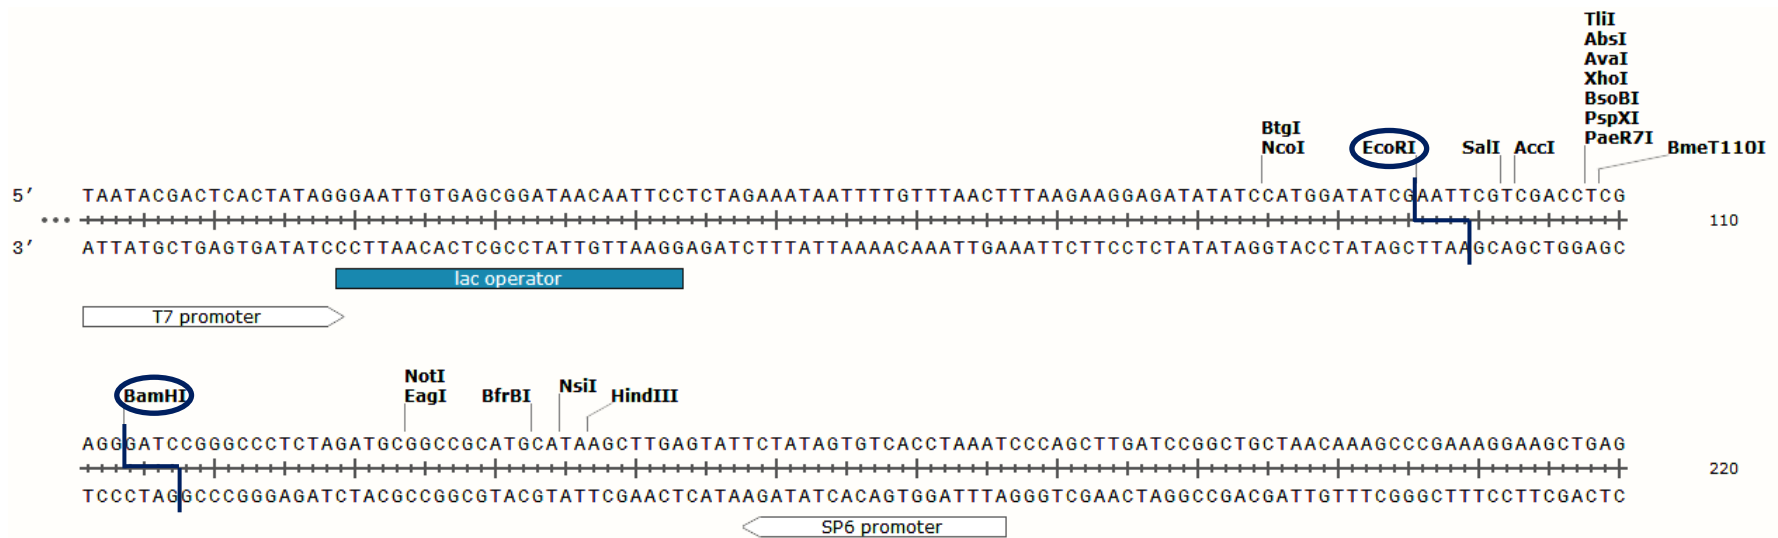 TliI
AbsI
AvaI
XhoI
BsoBI
PspXI
PaeR7I
BtgI
NcoI
EcoRI
SalI
AccI
BmeT110I
5′ TAATACGACTCACTATAGGGAATTGTGAGCGGATAACAATTCCTCTAGAAATAATTTTGTTTAACTTTAAGAAGGAGATATATCCATGGATATCGAATTCGTCGACCTCG
110
3′ ATTATGCTGAGTGATATCCCTTAACACTCGCCTATTGTTAAGGAGATCTTTATTAAAACAAATTGAAATTCTTCCTCTATATAGGTACCTATAGCTTAAGCAGCTGGAGC
lac operator
T7 promoter
NotI
EagI
BamHI
BfrBI
NsiI
HindIII
AGGGATCCGGGCCCTCTAGATGCGGCCGCATGCATAAGCTTGAGTATTCTATAGTGTCACCTAAATCCCAGCTTGATCCGGCTGCTAACAAAGCCCGAAAGGAAGCTGAG
220
TCCCTAGGCCCGGGAGATCTACGCCGGCGTACGTATTCGAACTCATAAGATATCACAGTGGATTTAGGGTCGAACTAGGCCGACGATTGTTTCGGGCTTTCCTTCGACTC
SP6 promoter